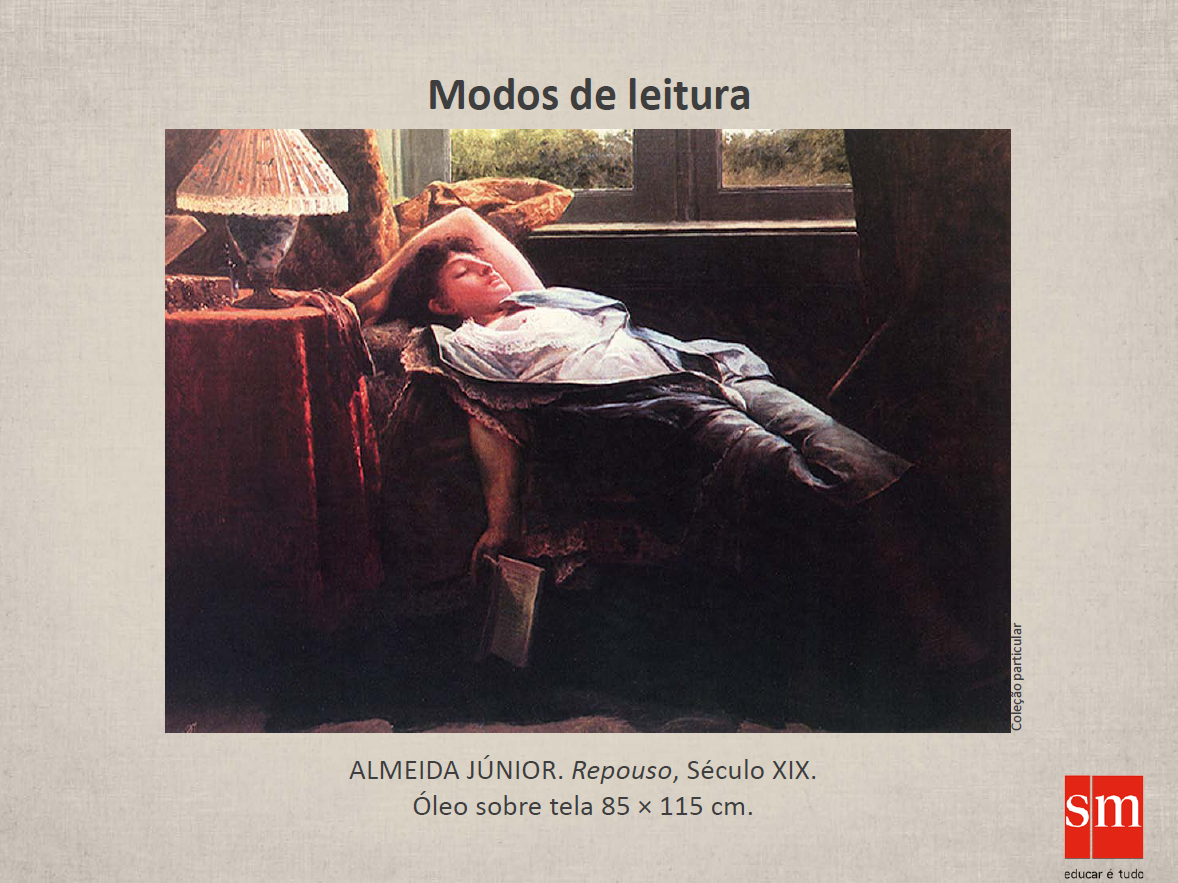 Modos de leitura
Coleção particular
ALMEIDA JÚNIOR. Repouso, Século XIX.
Óleo sobre tela 85 × 115 cm.
sm
educar é tudo